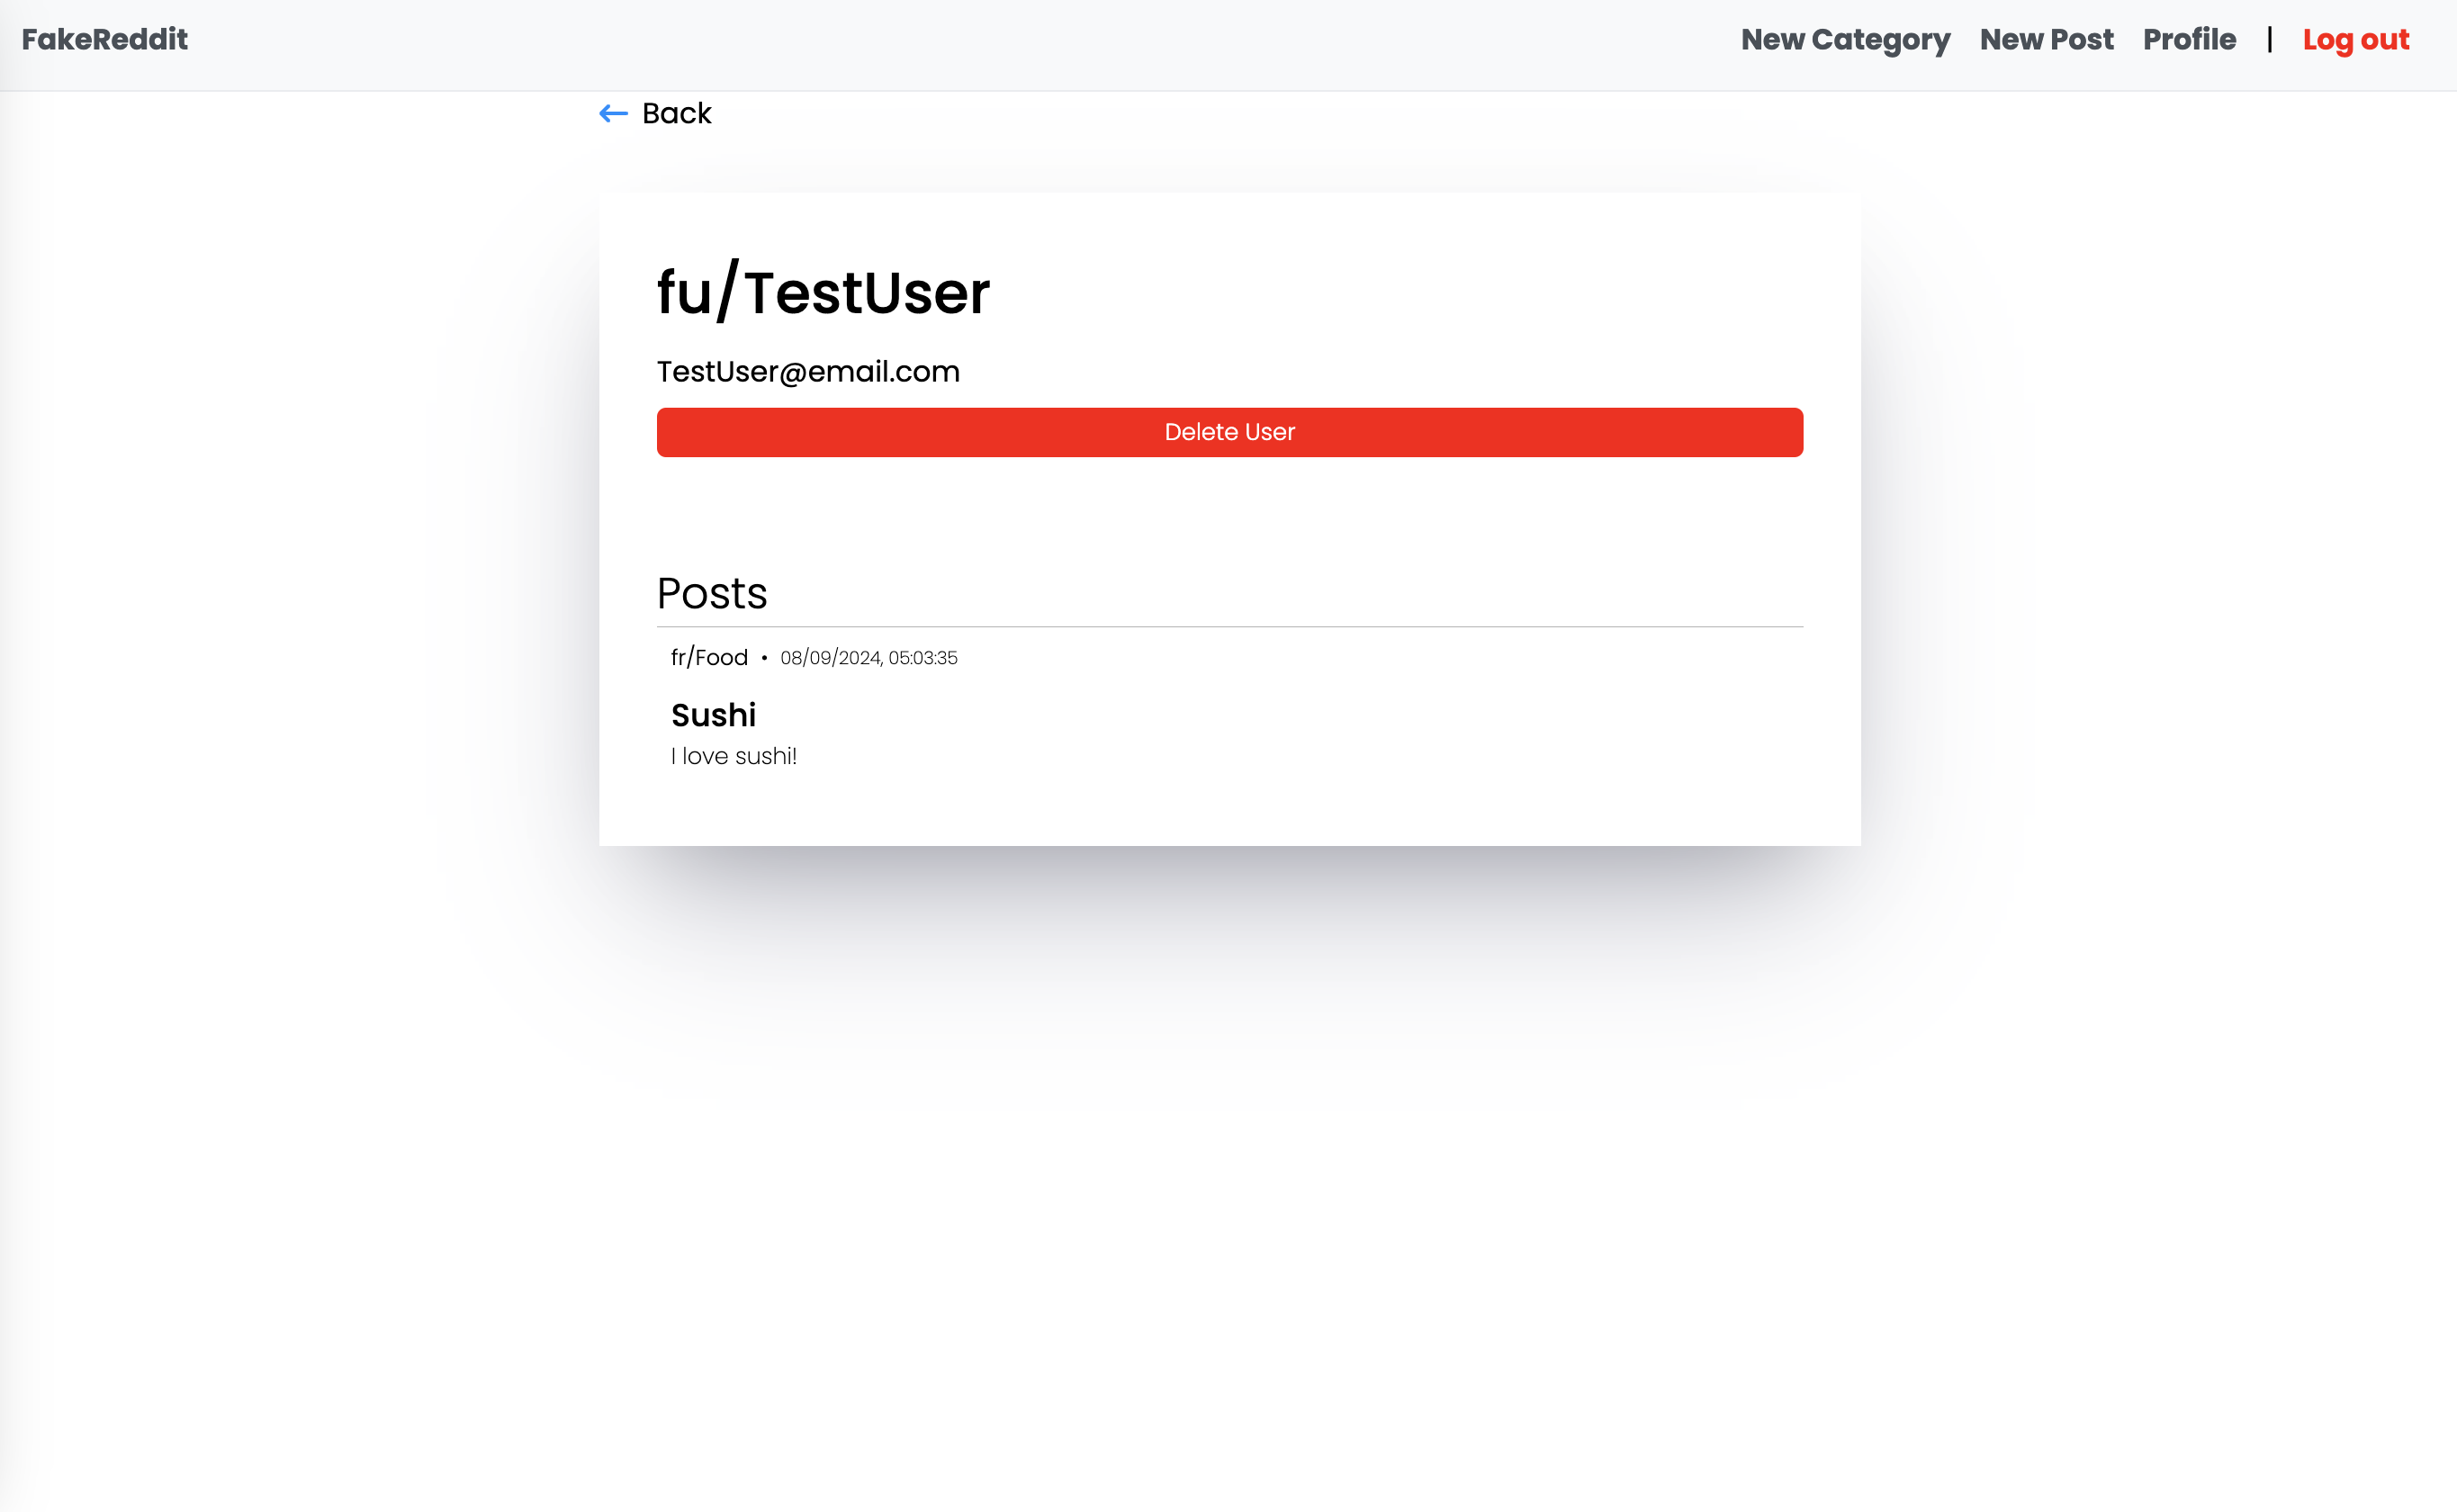 FakeReddit New Category New Post Profile | Log out
← Back
fu/TestUser
TestUser@email.com
Delete User
Posts
fr/Food • 08/09/2024, 05:03:35
Sushi
I love sushi!